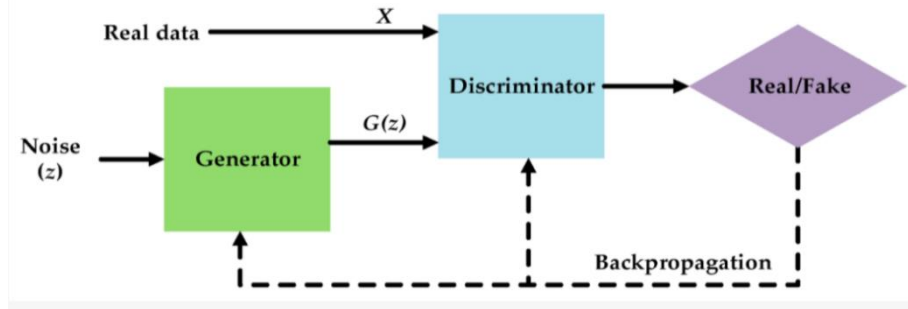 Real data
X
Discriminator
Real/Fake
Noise
(z)
Generator
G(z)
Backpropagation